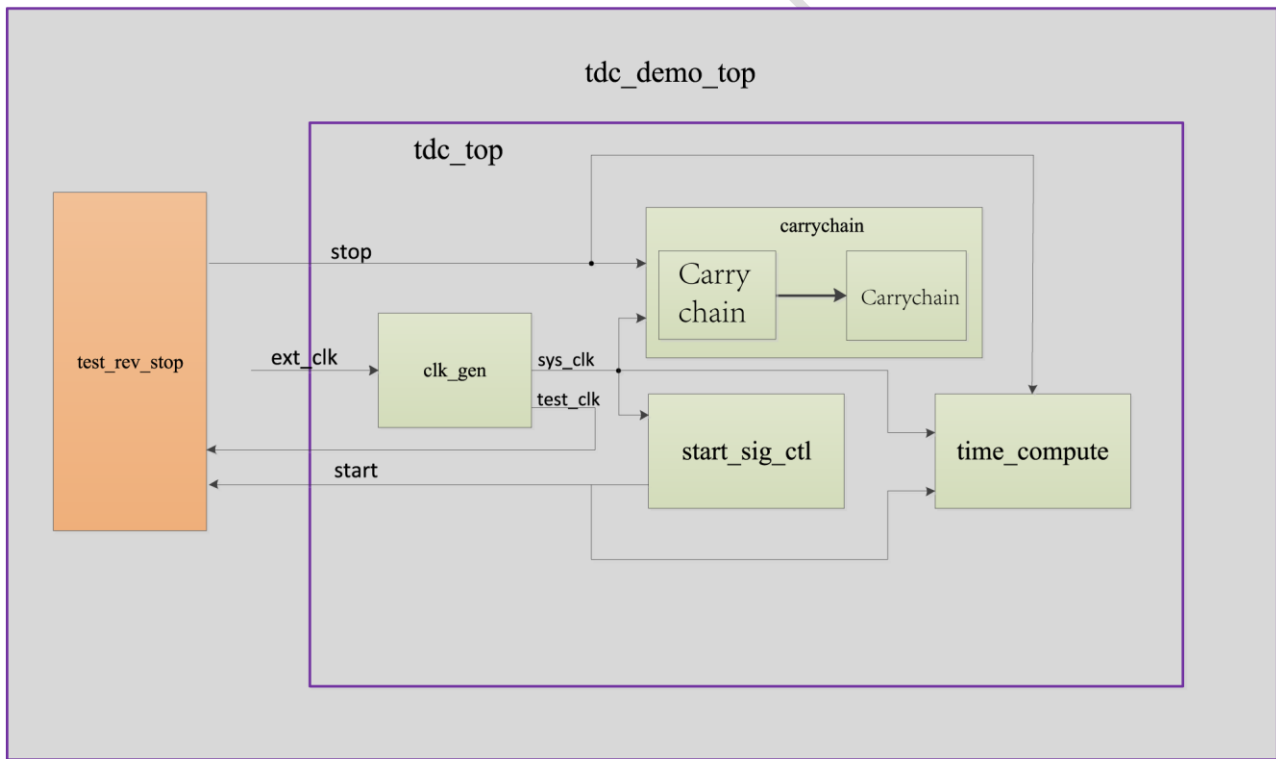 tdc_demo_top
tdc_top
carrychain
stop
Carry
chain
Carrychain
ext_clk
sys_clk
test_rev_stop
clk_gen
test_clk
start_sig_ctl
time_compute
start